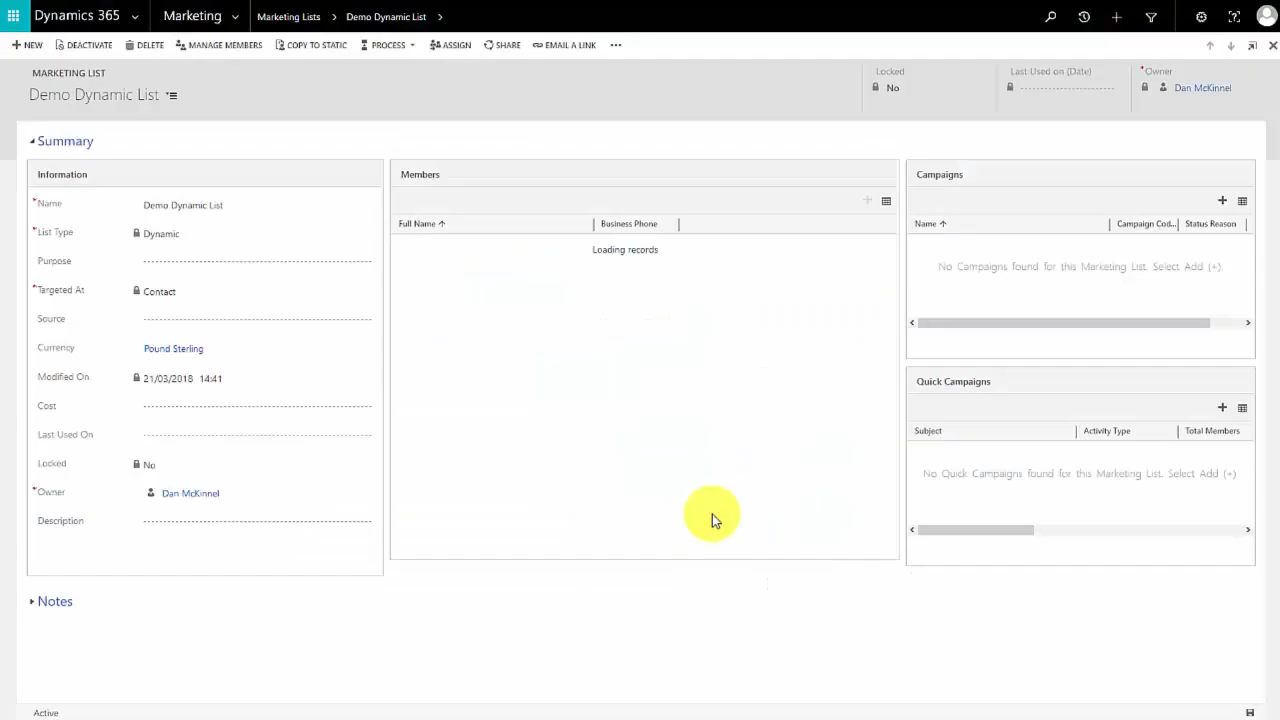 Dynamics 365 Marketing Marketing Lists > Demo Dynamic List >
+ NEW DEACTIVATE DELETE MANAGE MEMBERS COPY TO STATIC PROCESS ASSIGN SHARE EMAIL A LINK •••
MARKETING LIST
Demo Dynamic List
Locked
No
Last Used on (Date)
*Owner
Dan McKinnel
Summary
Information
*Name Demo Dynamic List
*List Type Dynamic
Purpose
*Targeted At Contact
Source
Currency Pound Sterling
Modified On 21/03/2018 14:41
Cost
Last Used On
Locked No
*Owner Dan McKinnel
Description
Members
Full Name ↑ Business Phone
Loading records
Campaigns
Name ↑ Campaign Cod... Status Reason
No Campaigns found for this Marketing List. Select Add (+).
Quick Campaigns
Subject Activity Type Total Members
No Quick Campaigns found for this Marketing List. Select Add (+)
Notes
Active